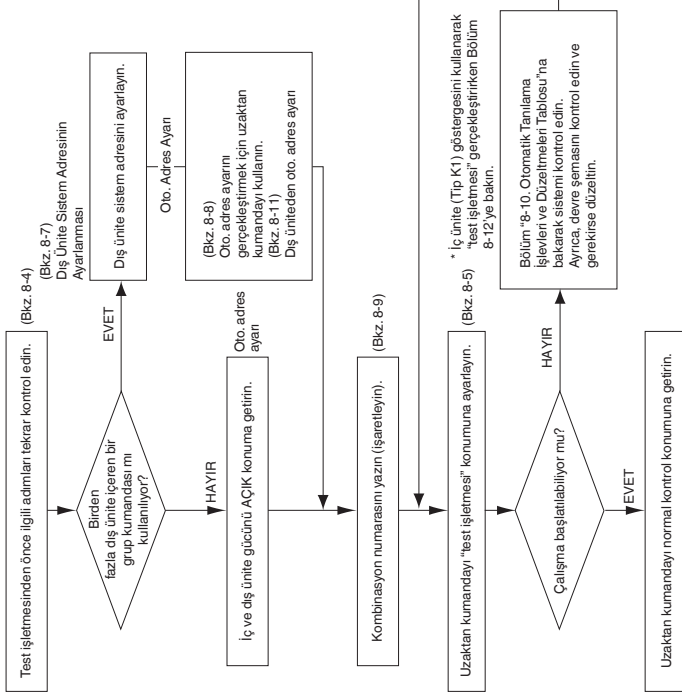 Test işletmesinden önce ilgili adımları tekrar kontrol edin.
(Bkz. 8-4)
(Bkz. 8-7)
Dış Ünite Sistem Adresinin
Ayarlanması
Birden
fazla dış ünite içeren bir
grup kumandası mı
kullanılıyor?
EVET
Dış ünite sistem adresini ayarlayın.
Oto. Adres Ayarı
HAYIR
(Bkz. 8-8)
Oto. adres ayarını
gerçekleştirmek için uzaktan
kumandayı kullanın.
(Bkz. 8-11)
Dış üniteden oto. adres ayarı
İç ve dış ünite gücünü AÇIK konuma getirin.
Oto. adres
ayarı
Kombinasyon numarasını yazın (işaretleyin).
(Bkz. 8-9)
Uzaktan kumandayı “test işletmesi” konumuna ayarlayın.
(Bkz. 8-5)
* İç ünite (Tip K1) göstergesini kullanarak
“test işletmesi” gerçekleştirirken Bölüm
8-12’ye bakın.
Çalışma başlatılabiliyor mu?
HAYIR
Bölüm “8-10. Otomatik Tanılama
İşlevleri ve Düzeltmeleri Tablosu”na
bakarak sistemi kontrol edin.
Ayrıca, devre şemasını kontrol edin ve
gerekirse düzeltin.
EVET
Uzaktan kumandayı normal kontrol konumuna getirin.